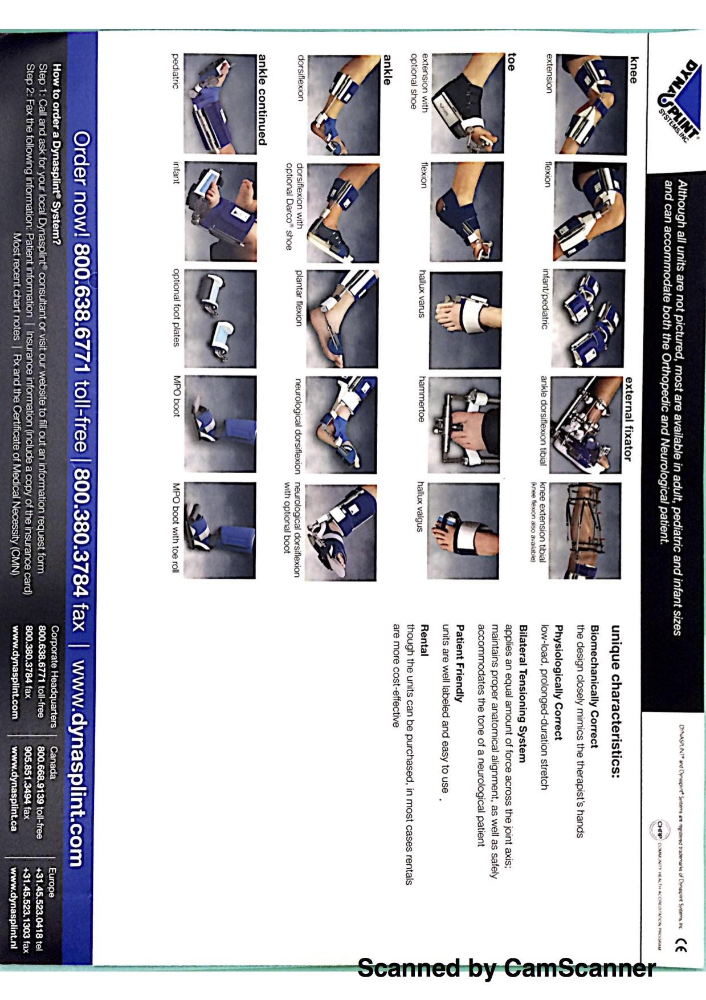 DYNASPLINT®
SYSTEMS, INC.
Although all units are not pictured, most are available in adult, pediatric and infant sizes
and can accommodate both the Orthopedic and Neurological patient.
DYNASPLINT® and Dynasplint® Systems are registered trademarks of Dynasplint Systems, Inc.
CE
CHAP
COMMUNITY HEALTH ACCREDITATION PROGRAM
knee
extension
flexion
infant/pediatric
external fixator
ankle dorsiflexion tibial
knee extension tibial
(knee flexion also available)
toe
extension with
optional shoe
flexion
hallux varus
hammertoe
hallux valgus
ankle
dorsiflexion
dorsiflexion with
optional Darco® shoe
plantar flexion
neurological dorsiflexion
neurological dorsiflexion
with optional boot
ankle continued
pediatric
infant
optional foot plates
MPO boot
MPO boot with toe roll
unique characteristics:
Biomechanically Correct
the design closely mimics the therapist's hands
Physiologically Correct
low-load, prolonged-duration stretch
Bilateral Tensioning System
applies an equal amount of force across the joint axis;
maintains proper anatomical alignment, as well as safely
accommodates the tone of a neurological patient
Patient Friendly
units are well labeled and easy to use
Rental
though the units can be purchased, in most cases rentals
are more cost-effective
Order now! 800.638.6771 toll-free | 800.380.3784 fax | www.dynasplint.com
How to order a Dynasplint® System?
Step 1: Call and ask for your local Dynasplint® consultant or visit our website to fill out an information request form
Step 2: Fax the following information: Patient information | Insurance information (include a copy of the insurance card)
Most recent chart notes | Rx and the Certificate of Medical Necessity (CMN)
Corporate Headquarters
800.638.6771 toll-free
800.380.3784 fax
www.dynasplint.com
Canada
800.668.9139 toll-free
905.851.3494 fax
www.dynasplint.ca
Europe
+31.45.523.0418 tel
+31.45.523.1303 fax
www.dynasplint.nl
Scanned by CamScanner